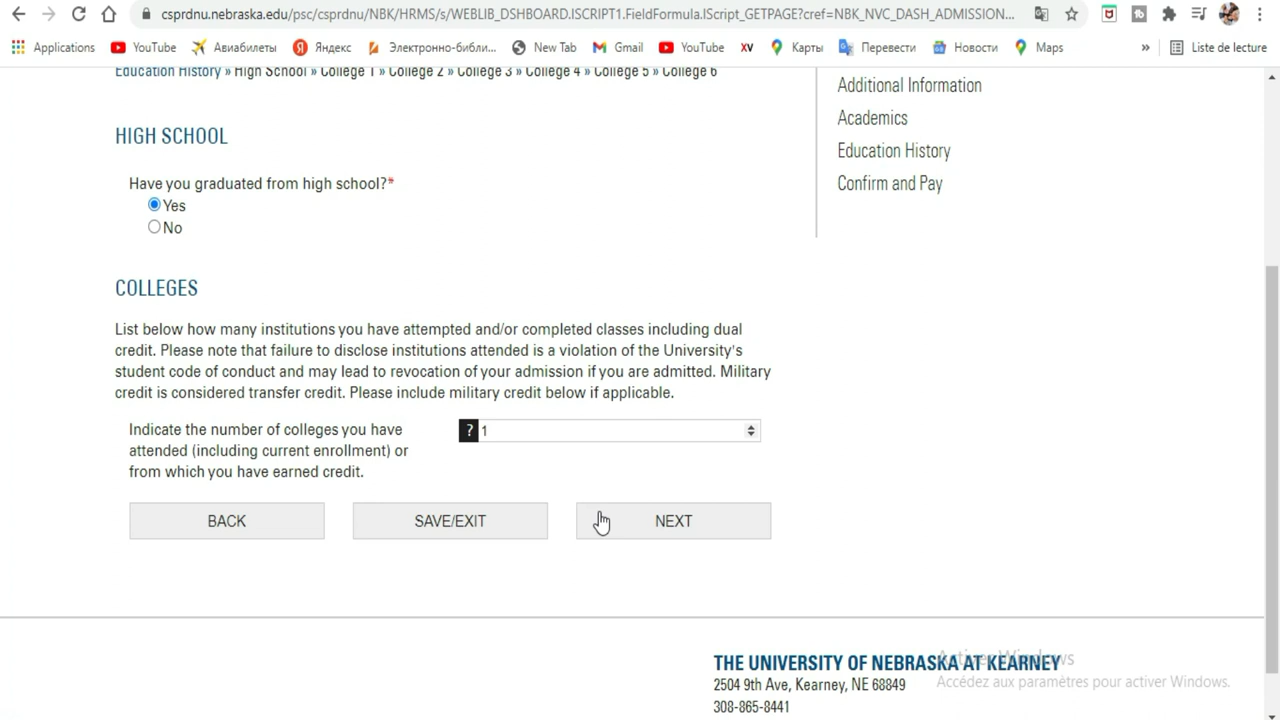 csprdnu.nebraska.edu/psc/csprdnu/NBK/HRMS/s/WEBLIB_DSHBOARD.ISCRIPT1.FieldFormula.IScript_GETPAGE?cref=NBK_NVC_DASH_ADMISSION...
Applications YouTube Авиабилеты Яндекс Электронно-библи... New Tab Gmail YouTube XV Карты Перевести Новости Maps » Liste de lecture
Education History » High School » College 1 » College 2 » College 3 » College 4 » College 5 » College 6
Additional Information
Academics
Education History
Confirm and Pay
HIGH SCHOOL
Have you graduated from high school?*
Yes
No
COLLEGES
List below how many institutions you have attempted and/or completed classes including dual
credit. Please note that failure to disclose institutions attended is a violation of the University's
student code of conduct and may lead to revocation of your admission if you are admitted. Military
credit is considered transfer credit. Please include military credit below if applicable.
Indicate the number of colleges you have
attended (including current enrollment) or
from which you have earned credit.
? 1
BACK SAVE/EXIT NEXT
THE UNIVERSITY OF NEBRASKA AT KEARNEY
2504 9th Ave, Kearney, NE 68849
308-865-8441
Activer Windows
Accédez aux paramètres pour activer Windows.